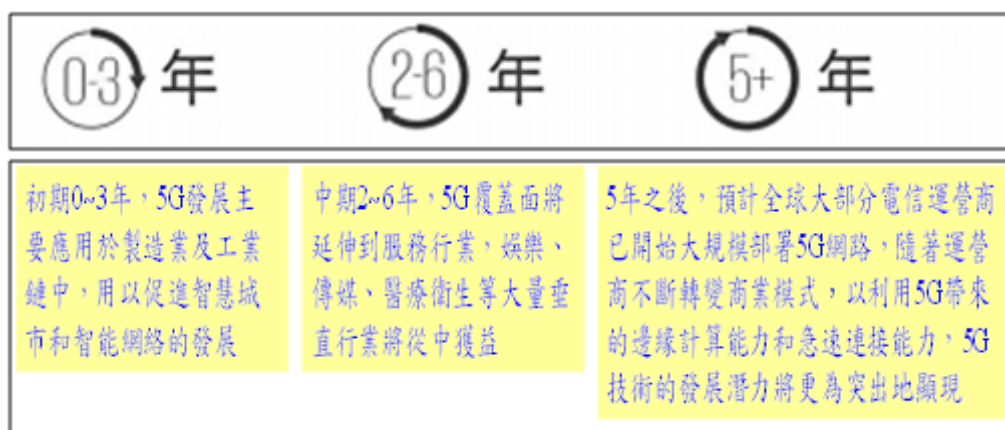 0-3年
2-6年
5+年
初期0~3年，5G發展主
要應用於製造業及工業
鏈中，用以促進智慧城
市和智能網絡的發展
中期2~6年，5G覆蓋面將
延伸到服務行業，娛樂、
傳媒、醫療衛生等大量垂
直行業將從中獲益
5年之後，預計全球大部分電信運營商
已開始大規模部署5G網路，隨著運營
商不斷轉變商業模式，以利用5G帶來
的邊緣計算能力和急速連接能力，5G
技術的發展潛力將更為突出地顯現